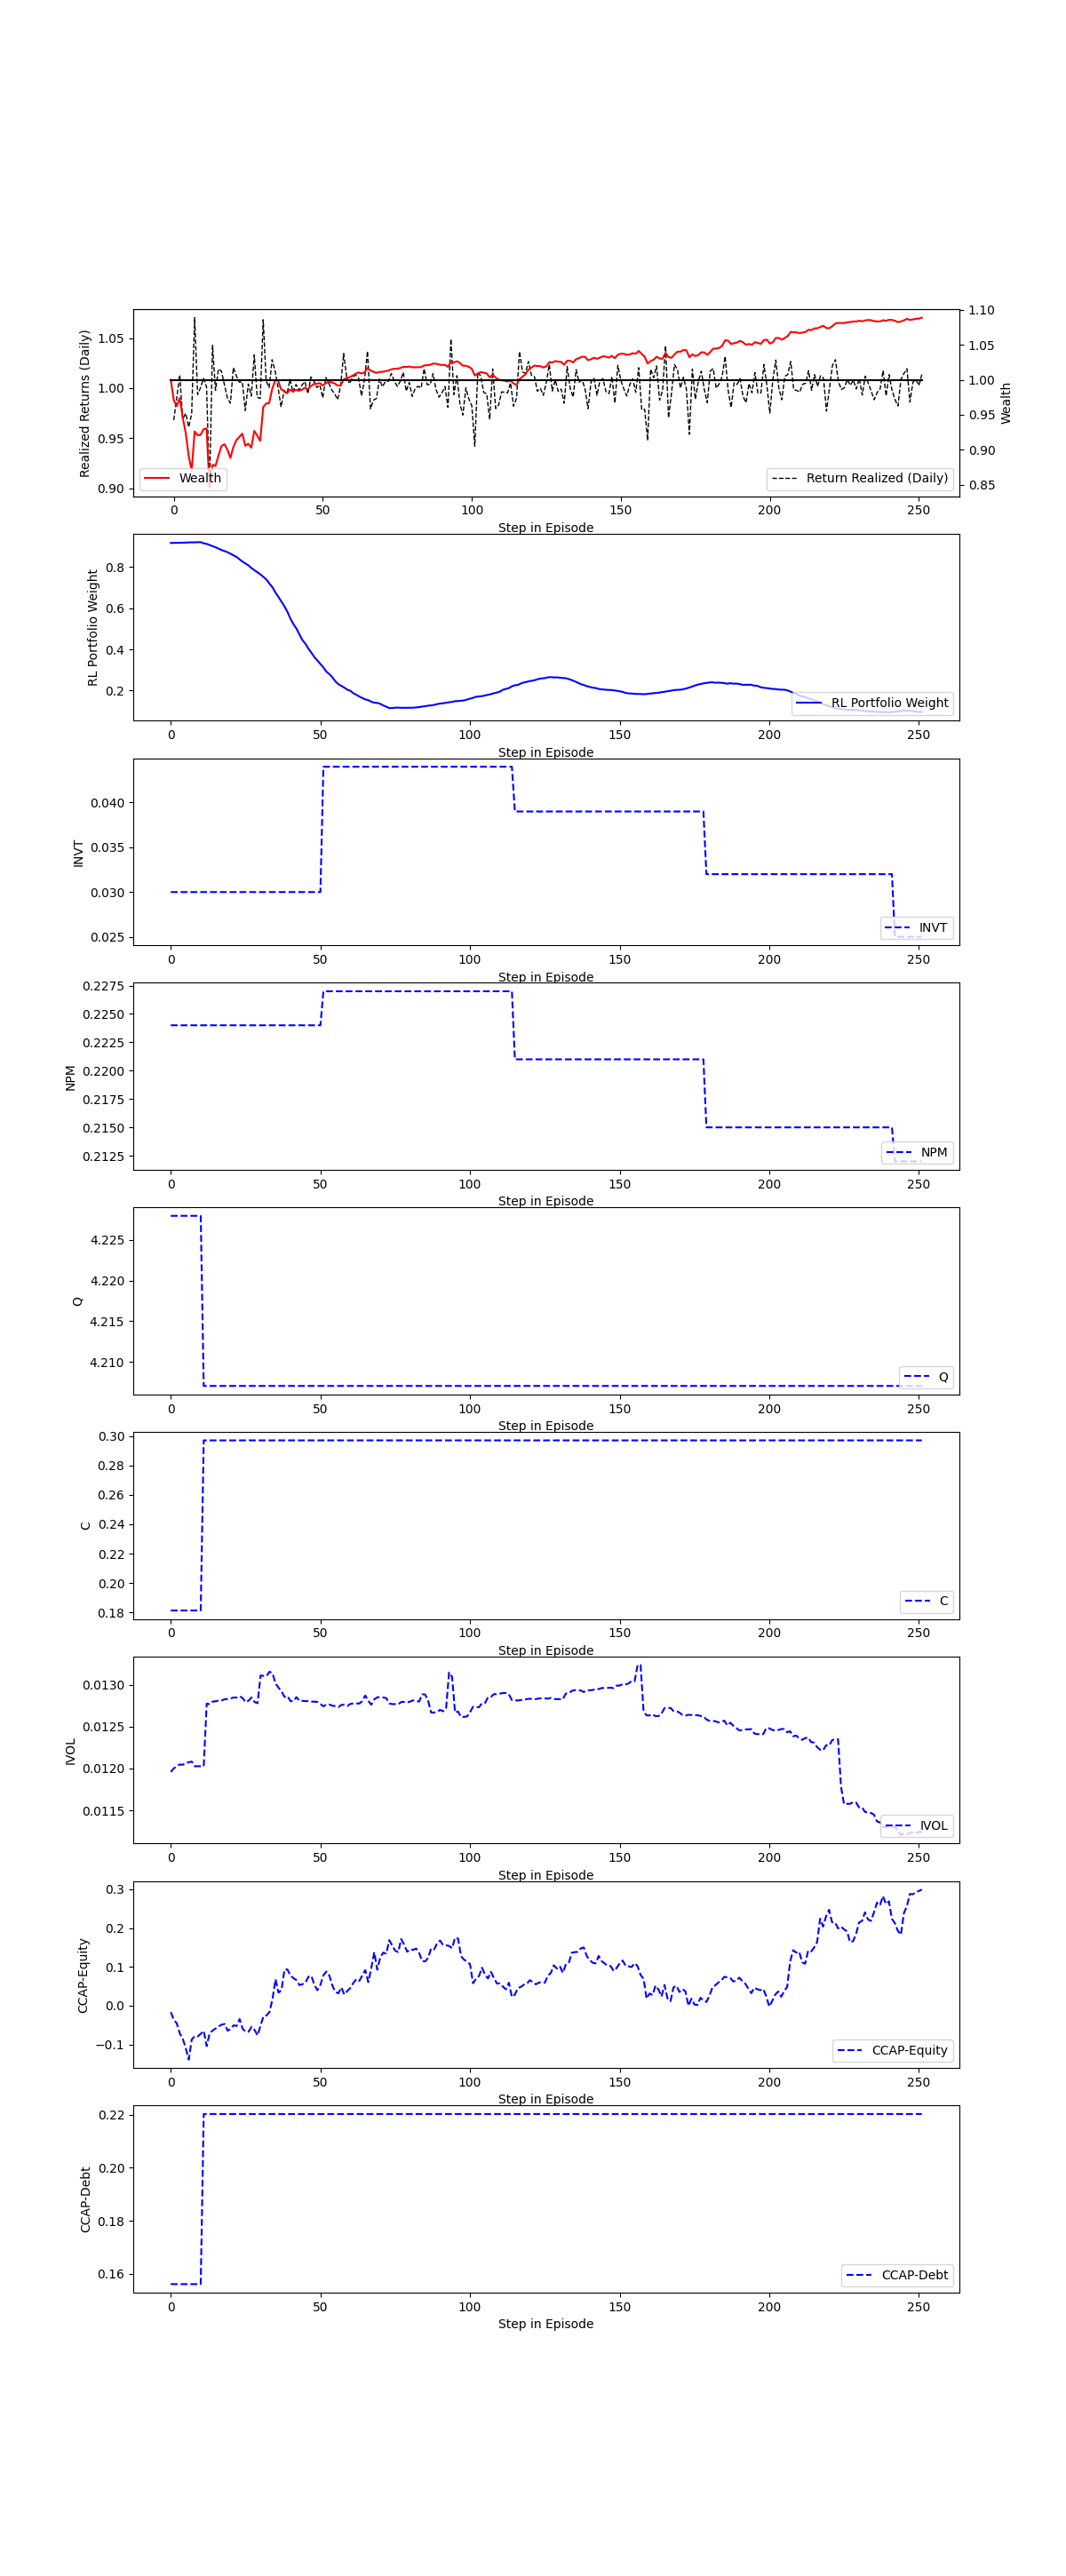 Realized Returns (Daily)
1.05
1.00
0.95
0.90
1.10
1.05
1.00
0.95
0.90
0.85
Wealth
Wealth
Return Realized (Daily)
0 50 100 150 200 250
Step in Episode
RL Portfolio Weight
0.8
0.6
0.4
0.2
RL Portfolio Weight
0 50 100 150 200 250
Step in Episode
INVT
0.040
0.035
0.030
0.025
INVT
0 50 100 150 200 250
Step in Episode
NPM
0.2275
0.2250
0.2225
0.2200
0.2175
0.2150
0.2125
NPM
0 50 100 150 200 250
Step in Episode
Q
4.225
4.220
4.215
4.210
Q
0 50 100 150 200 250
Step in Episode
C
0.30
0.28
0.26
0.24
0.22
0.20
0.18
C
0 50 100 150 200 250
Step in Episode
IVOL
0.0130
0.0125
0.0120
0.0115
IVOL
0 50 100 150 200 250
Step in Episode
CCAP-Equity
0.3
0.2
0.1
0.0
−0.1
CCAP-Equity
0 50 100 150 200 250
Step in Episode
CCAP-Debt
0.22
0.20
0.18
0.16
CCAP-Debt
0 50 100 150 200 250
Step in Episode